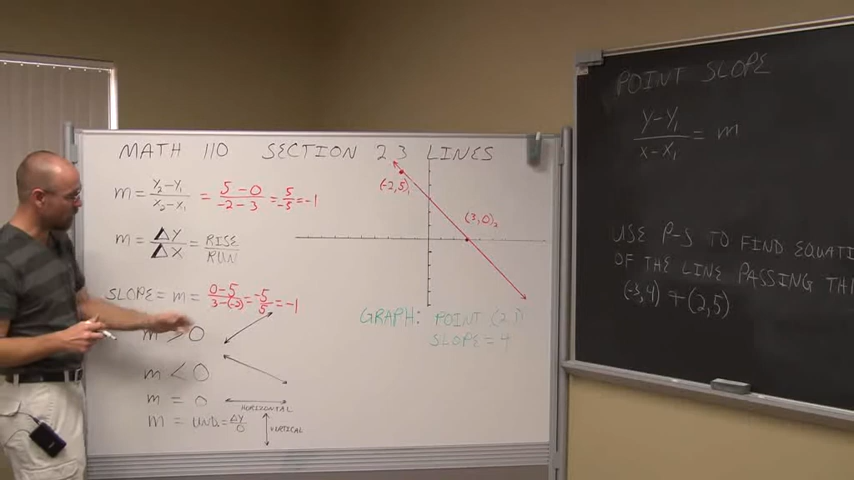 MATH 110 SECTION 2 3 LINES
m = Y₂-Y₁ / X₂-X₁ = 5-0 / -2-3 = 5/-5 = -1
(-2,5)₁
(3,0)₂
m = ΔY/ΔX = RISE/RUN
SLOPE = m = 0-5 / 3-(-2) = -5/5 = -1
m > 0
m < 0
m = 0
HORIZONTAL
m = UND. = ΔY/0
VERTICAL
GRAPH: POINT (2,1)
SLOPE = 4
POINT SLOPE
Y-Y₁ / X-X₁ = m
USE P-S TO FIND EQUATI
OF THE LINE PASSING TH
(-3,4) + (2,5)